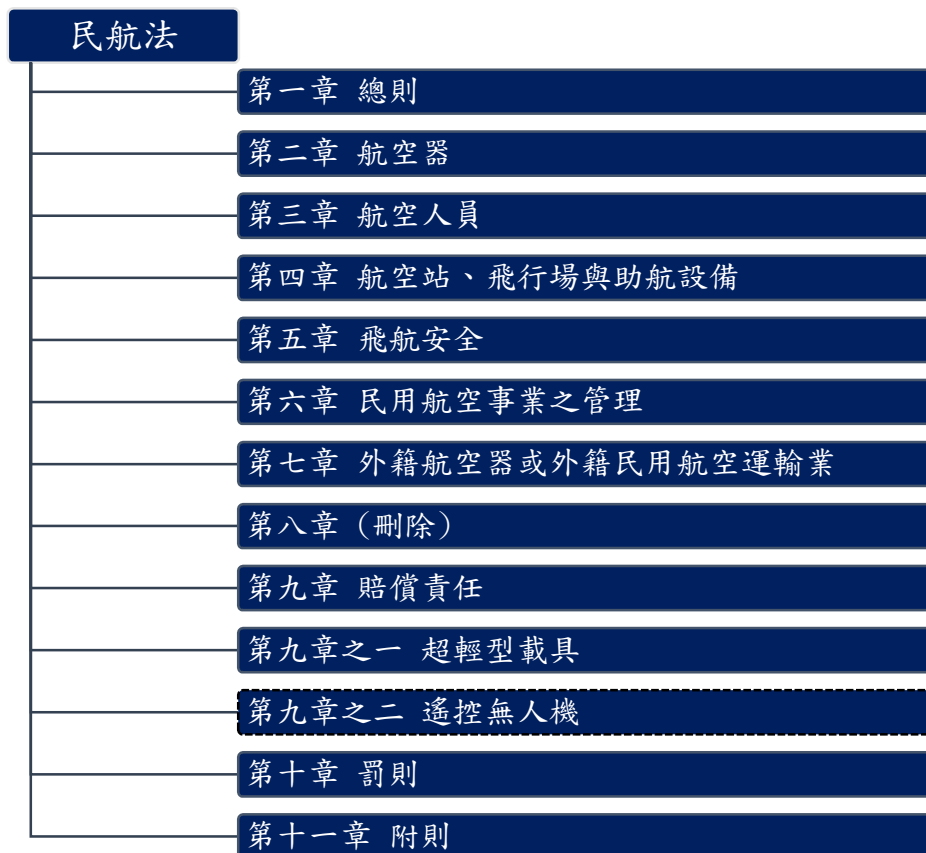 民航法
第一章 總則
第二章 航空器
第三章 航空人員
第四章 航空站、飛行場與助航設備
第五章 飛航安全
第六章 民用航空事業之管理
第七章 外籍航空器或外籍民用航空運輸業
第八章（刪除）
第九章 賠償責任
第九章之一 超輕型載具
第九章之二 遙控無人機
第十章 罰則
第十一章 附則